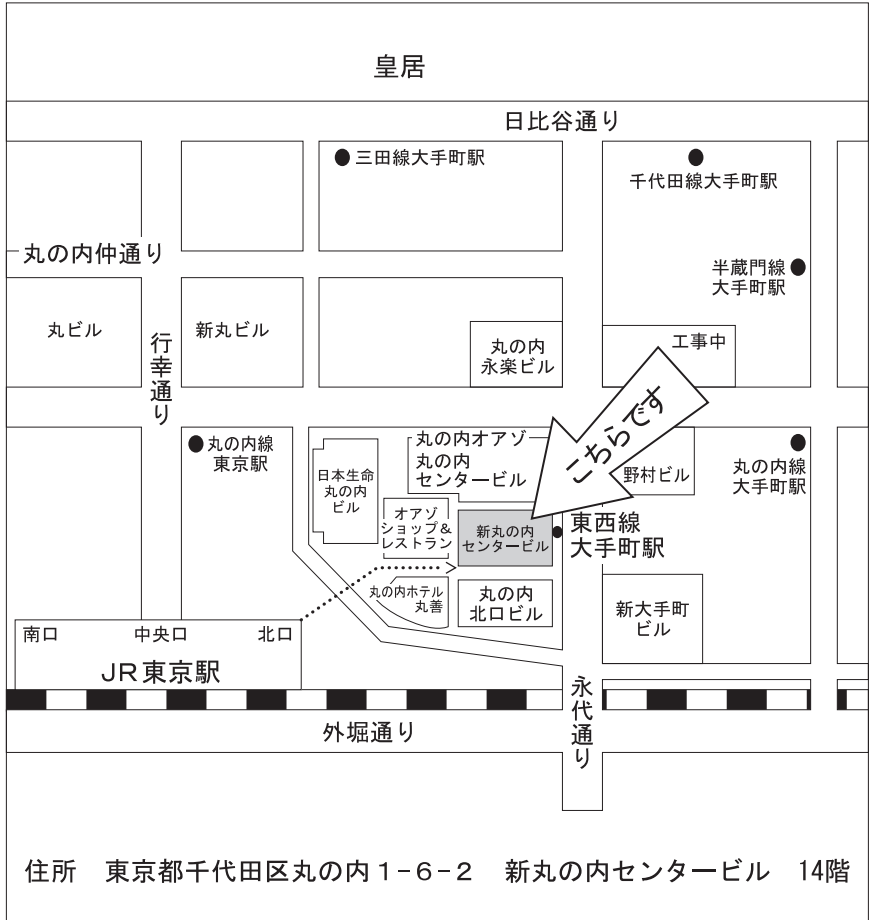 皇居
日比谷通り
三田線大手町駅
千代田線大手町駅
丸の内仲通り
半蔵門線
大手町駅
丸ビル
行幸通り
新丸ビル
丸の内
永楽ビル
工事中
こちらです
丸の内線
東京駅
日本生命
丸の内
ビル
丸の内オアゾ
丸の内
センタービル
野村ビル
丸の内線
大手町駅
オアゾ
ショップ&
レストラン
新丸の内
センタービル
東西線
大手町駅
丸の内ホテル
丸善
丸の内
北口ビル
新大手町
ビル
南口
中央口
北口
JR東京駅
永代通り
外堀通り
住所　東京都千代田区丸の内1-6-2　新丸の内センタービル　14階